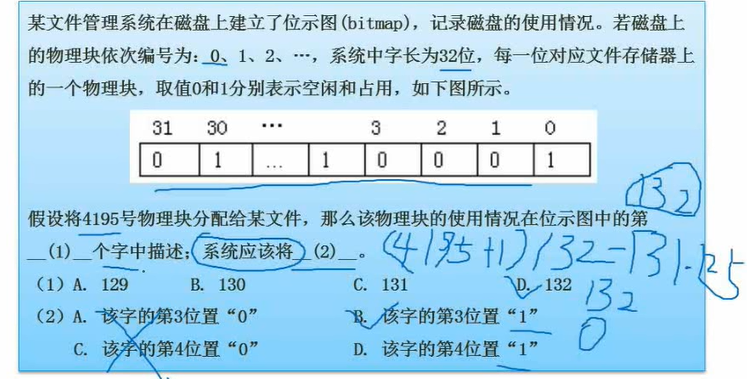 某文件管理系统在磁盘上建立了位示图(bitmap)，记录磁盘的使用情况。若磁盘上
的物理块依次编号为：0、1、2、…，系统中字长为32位，每一位对应文件存储器上
的一个物理块，取值0和1分别表示空闲和占用，如下图所示。
31 30 … 3 2 1 0
0 1 … 1 0 0 0 1
132
假设将4195号物理块分配给某文件，那么该物理块的使用情况在位示图中的第
__(1)__个字中描述；系统应该将__(2)__。
(4195+1)/32=131.125
（1）A. 129 B. 130 C. 131 D. 132
132
（2）A. 该字的第3位置“0” B. 该字的第3位置“1”
0
C. 该字的第4位置“0” D. 该字的第4位置“1”